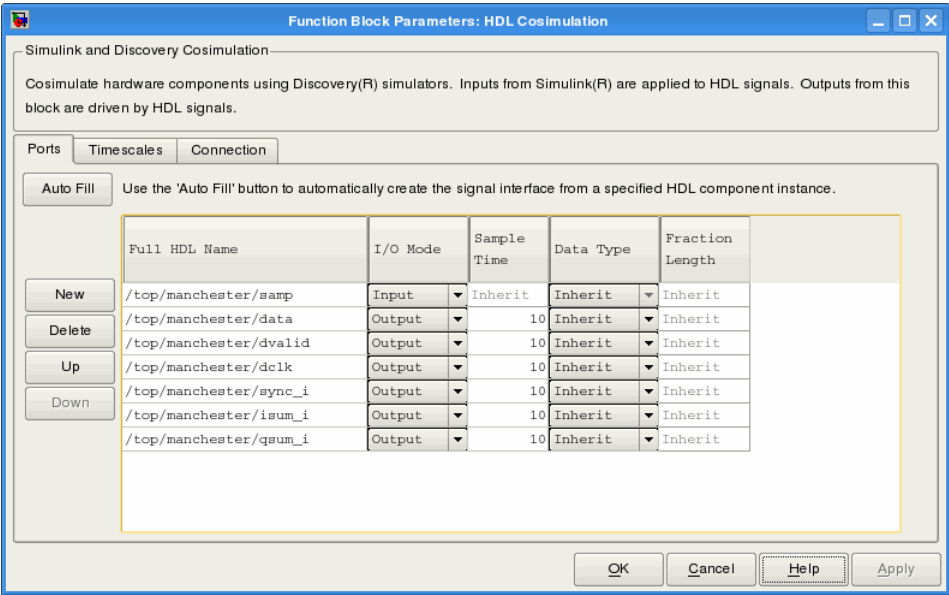 Function Block Parameters: HDL Cosimulation
Simulink and Discovery Cosimulation
Cosimulate hardware components using Discovery(R) simulators. Inputs from Simulink(R) are applied to HDL signals. Outputs from this
block are driven by HDL signals.
Ports Timescales Connection
Auto Fill Use the 'Auto Fill' button to automatically create the signal interface from a specified HDL component instance.
Full HDL Name I/O Mode Sample Time Data Type Fraction Length
New /top/manchester/samp Input Inherit Inherit Inherit
/top/manchester/data Output 10 Inherit Inherit
Delete /top/manchester/dvalid Output 10 Inherit Inherit
Up /top/manchester/dclk Output 10 Inherit Inherit
/top/manchester/sync_i Output 10 Inherit Inherit
Down /top/manchester/isum_i Output 10 Inherit Inherit
/top/manchester/qsum_i Output 10 Inherit Inherit
OK Cancel Help Apply